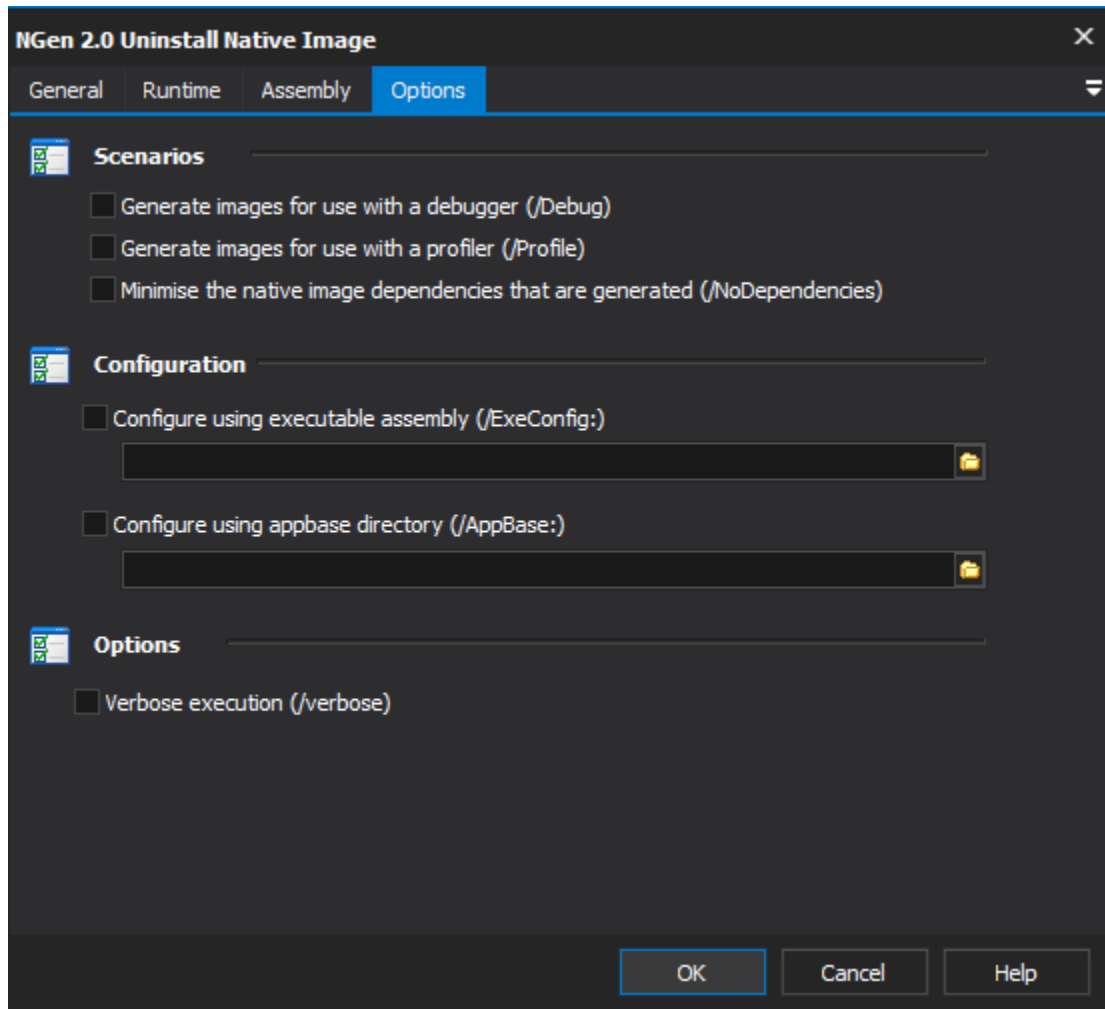 NGen 2.0 Uninstall Native Image
General Runtime Assembly Options
Scenarios
Generate images for use with a debugger (/Debug)
Generate images for use with a profiler (/Profile)
Minimise the native image dependencies that are generated (/NoDependencies)
Configuration
Configure using executable assembly (/ExeConfig:)
Configure using appbase directory (/AppBase:)
Options
Verbose execution (/verbose)
OK Cancel Help